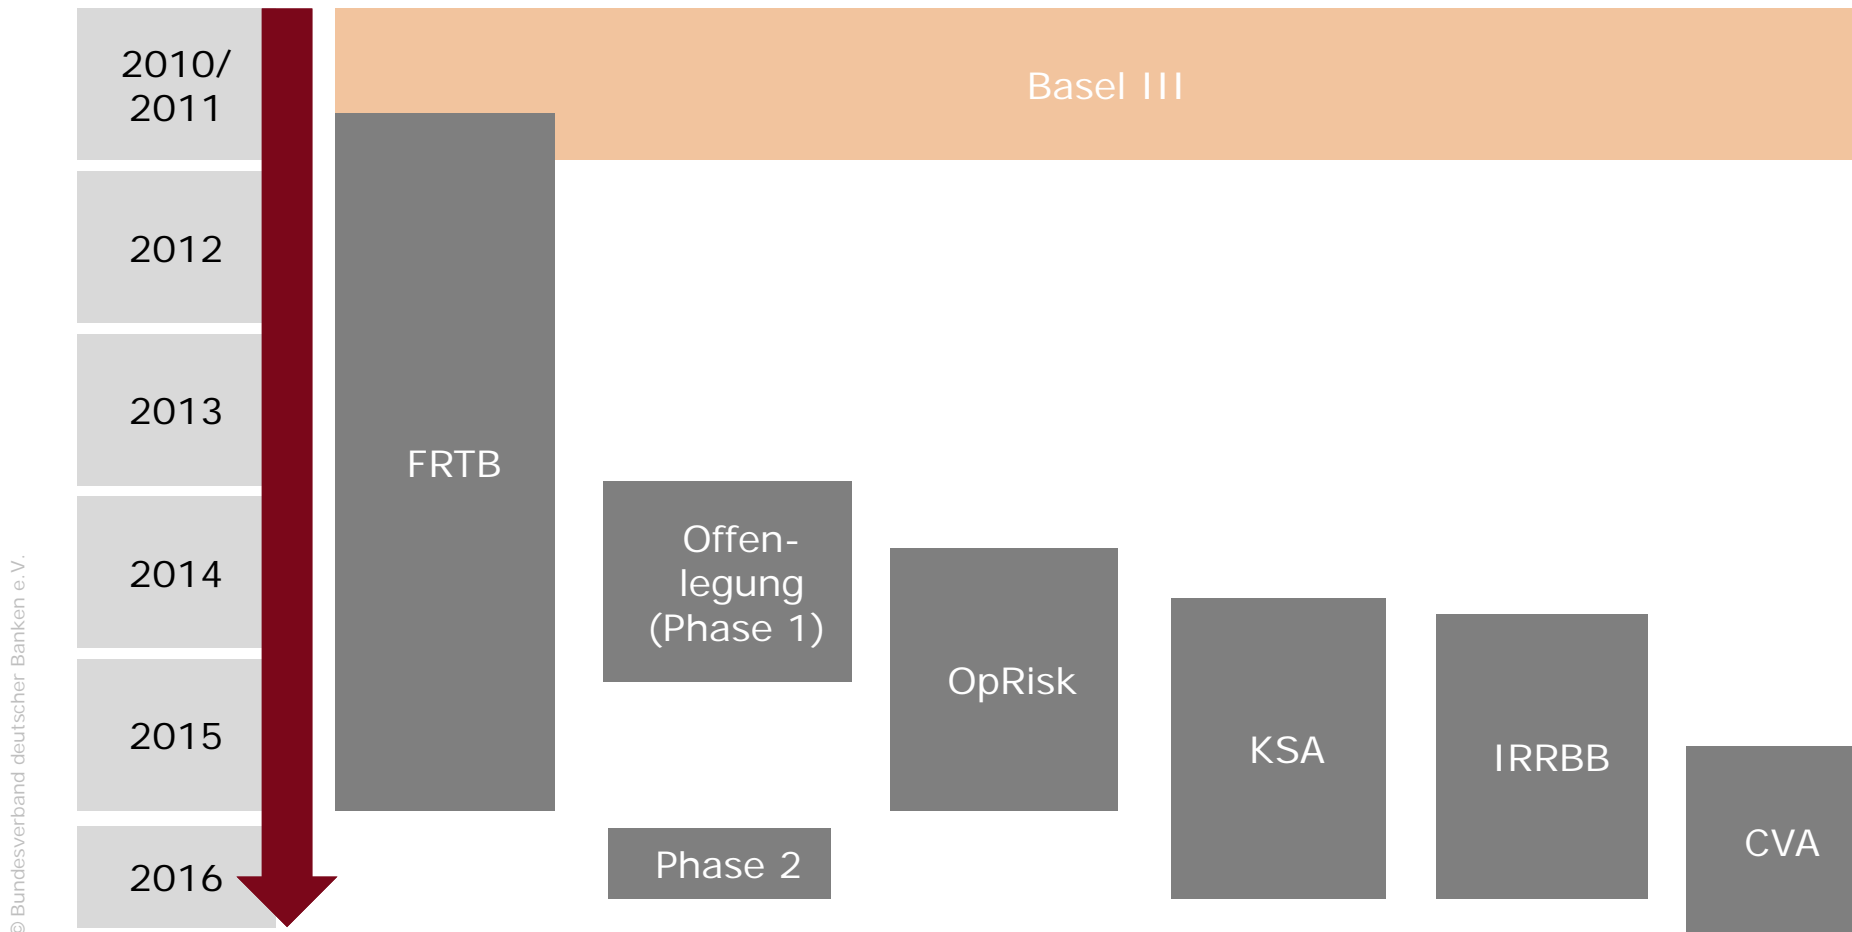 2010/
2011
Basel III
2012
2013
FRTB
Offen-
legung
(Phase 1)
2014
OpRisk
2015
KSA
IRRBB
CVA
Phase 2
2016
© Bundesverband deutscher Banken e.V.